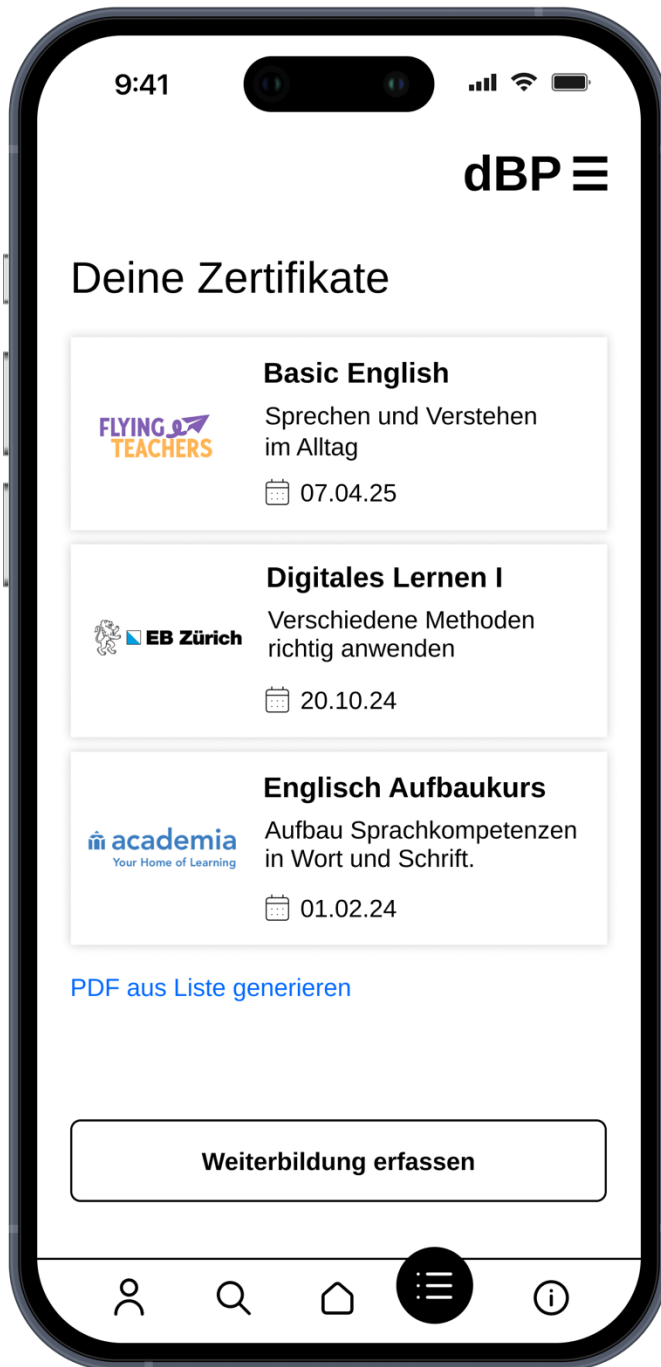 9:41
dBP
Deine Zertifikate
FLYING
TEACHERS
Basic English
Sprechen und Verstehen
im Alltag
07.04.25
EB Zürich
Digitales Lernen I
Verschiedene Methoden
richtig anwenden
20.10.24
academia
Your Home of Learning
Englisch Aufbaukurs
Aufbau Sprachkompetenzen
in Wort und Schrift.
01.02.24
PDF aus Liste generieren
Weiterbildung erfassen